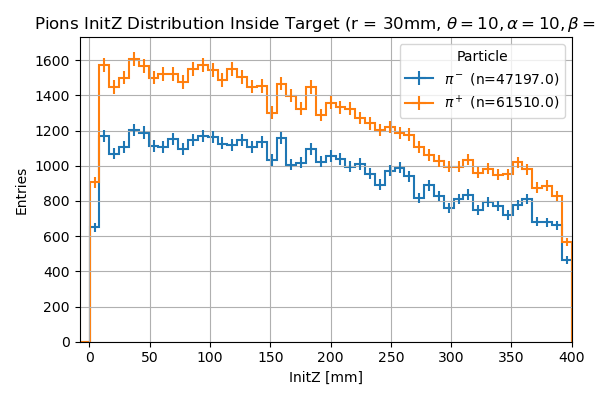 Pions InitZ Distribution Inside Target (r = 30mm, θ = 10, α = 10, β =
Particle
π⁻ (n=47197.0)
π⁺ (n=61510.0)
Entries
1600
1400
1200
1000
800
600
400
200
0
0 50 100 150 200 250 300 350 400
InitZ [mm]